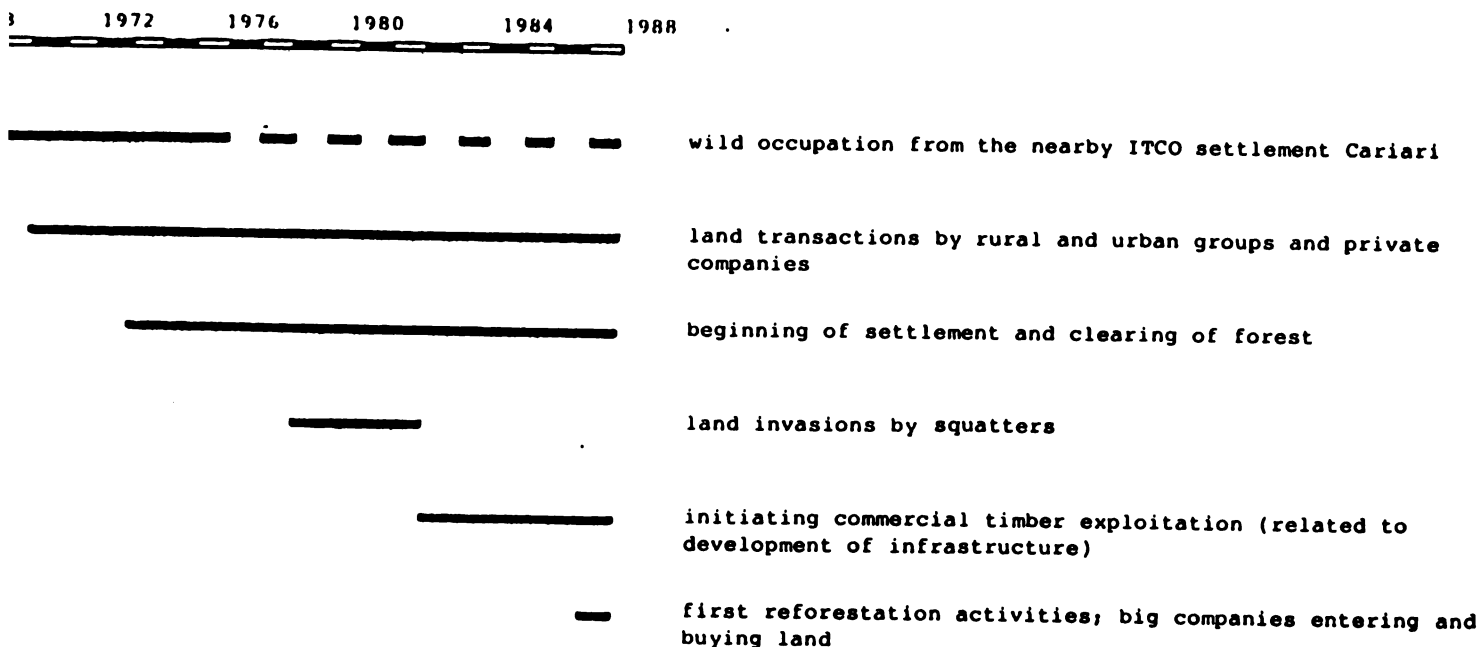 8 1972 1976 1980 1984 1988
wild occupation from the nearby ITCO settlement Cariari
land transactions by rural and urban groups and private
companies
beginning of settlement and clearing of forest
land invasions by squatters
initiating commercial timber exploitation (related to
development of infrastructure)
first reforestation activities; big companies entering and
buying land